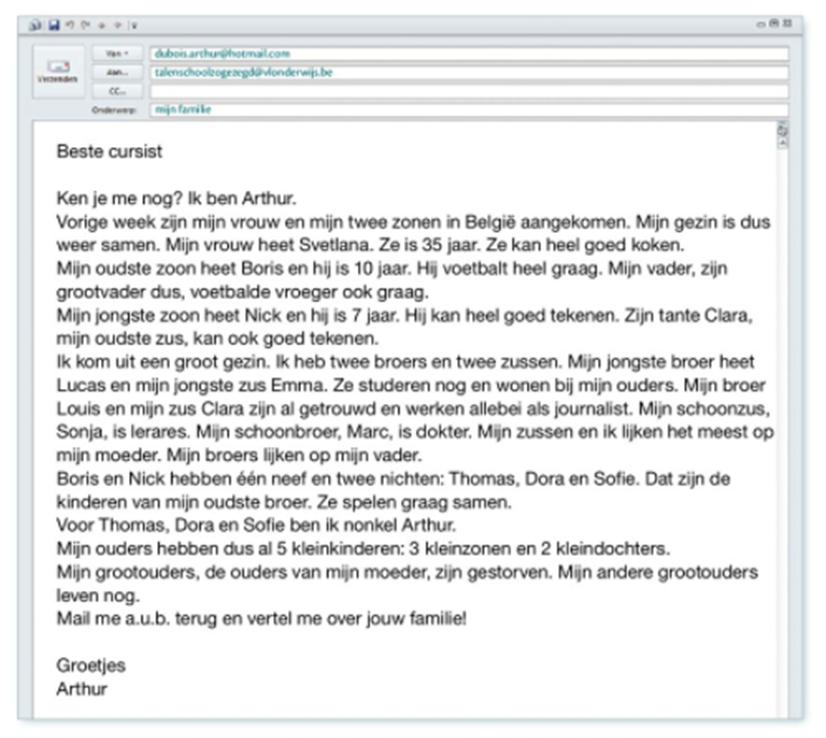 Van
dubois.arthur@hotmail.com
Verzenden
Aan...
talenschoolzogezegd@vlonderwijs.be
CC...
Onderwerp:
mijn familie
Beste cursist
Ken je me nog? Ik ben Arthur.
Vorige week zijn mijn vrouw en mijn twee zonen in België aangekomen. Mijn gezin is dus
weer samen. Mijn vrouw heet Svetlana. Ze is 35 jaar. Ze kan heel goed koken.
Mijn oudste zoon heet Boris en hij is 10 jaar. Hij voetbalt heel graag. Mijn vader, zijn
grootvader dus, voetbalde vroeger ook graag.
Mijn jongste zoon heet Nick en hij is 7 jaar. Hij kan heel goed tekenen. Zijn tante Clara,
mijn oudste zus, kan ook goed tekenen.
Ik kom uit een groot gezin. Ik heb twee broers en twee zussen. Mijn jongste broer heet
Lucas en mijn jongste zus Emma. Ze studeren nog en wonen bij mijn ouders. Mijn broer
Louis en mijn zus Clara zijn al getrouwd en werken allebei als journalist. Mijn schoonzus,
Sonja, is lerares. Mijn schoonbroer, Marc, is dokter. Mijn zussen en ik lijken het meest op
mijn moeder. Mijn broers lijken op mijn vader.
Boris en Nick hebben één neef en twee nichten: Thomas, Dora en Sofie. Dat zijn de
kinderen van mijn oudste broer. Ze spelen graag samen.
Voor Thomas, Dora en Sofie ben ik nonkel Arthur.
Mijn ouders hebben dus al 5 kleinkinderen: 3 kleinzonen en 2 kleindochters.
Mijn grootouders, de ouders van mijn moeder, zijn gestorven. Mijn andere grootouders
leven nog.
Mail me a.u.b. terug en vertel me over jouw familie!
Groetjes
Arthur